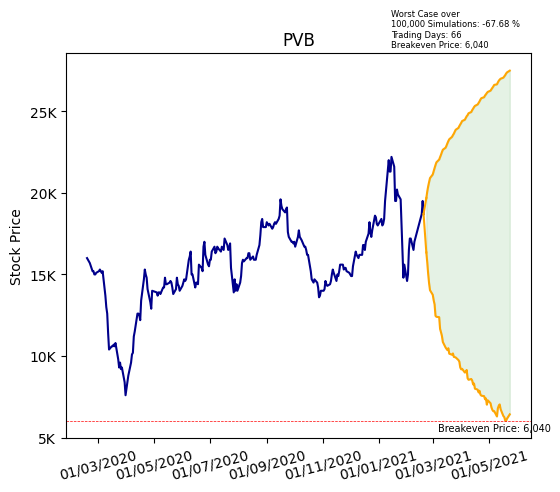 Worst Case over
100,000 Simulations: -67.68 %
Trading Days: 66
Breakeven Price: 6,040
PVB
Stock Price
25K
20K
15K
10K
5K
Breakeven Price: 6,040
01/03/2020
01/05/2020
01/07/2020
01/09/2020
01/11/2020
01/01/2021
01/03/2021
01/05/2021